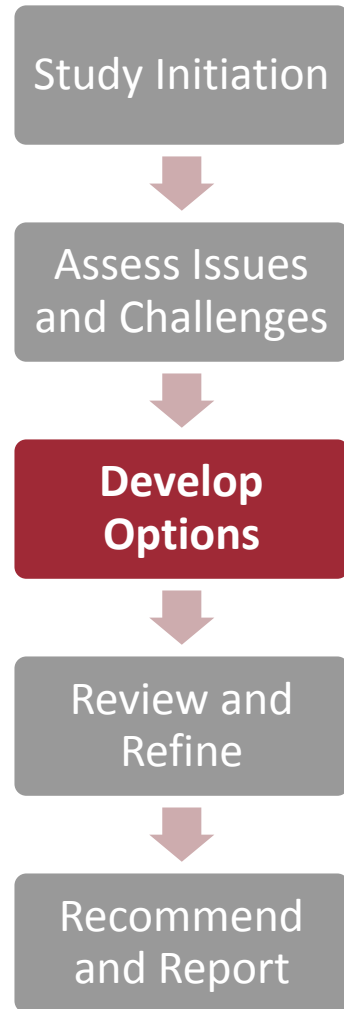 Study Initiation
Assess Issues
and Challenges
Develop
Options
Review and
Refine
Recommend
and Report